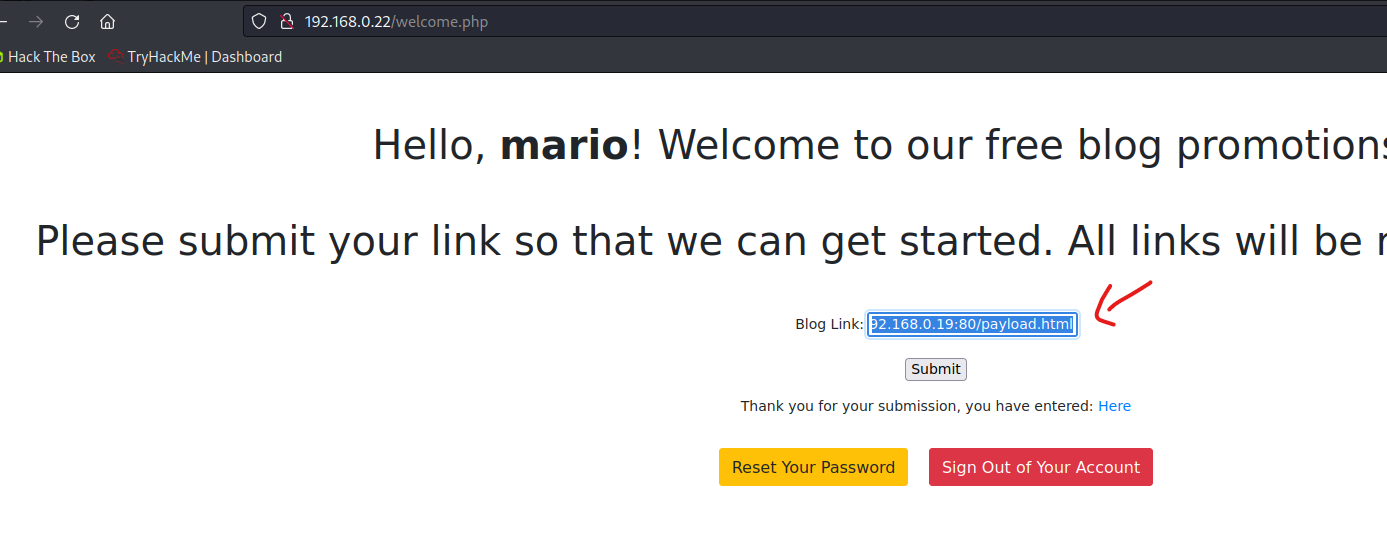 192.168.0.22/welcome.php
Hack The Box TryHackMe | Dashboard
Hello, mario! Welcome to our free blog promotions
Please submit your link so that we can get started. All links will be
Blog Link: 92.168.0.19:80/payload.html
Submit
Thank you for your submission, you have entered: Here
Reset Your Password Sign Out of Your Account